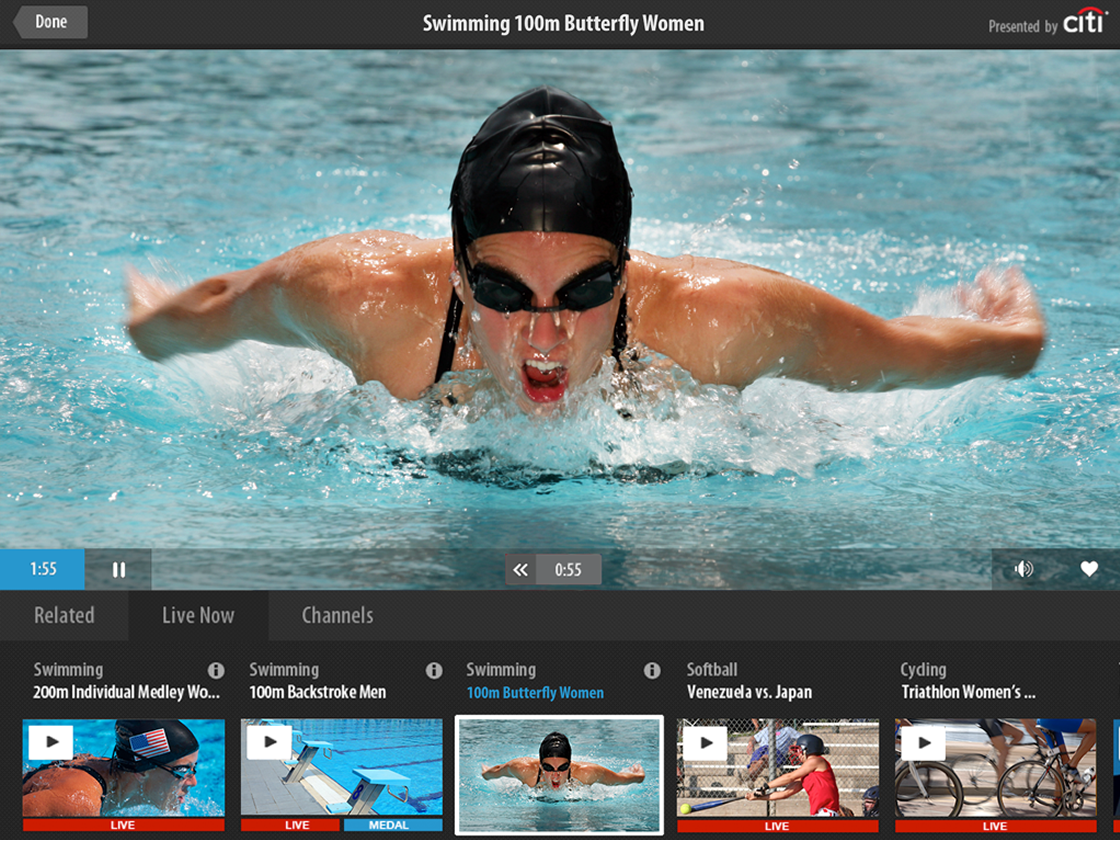 Done
Swimming 100m Butterfly Women
Presented by citi
1:55
0:55
Related
Live Now
Channels
Swimming
200m Individual Medley Wo...
Swimming
100m Backstroke Men
Swimming
100m Butterfly Women
Softball
Venezuela vs. Japan
Cycling
Triathlon Women's ...
LIVE
LIVE
MEDAL
LIVE
LIVE